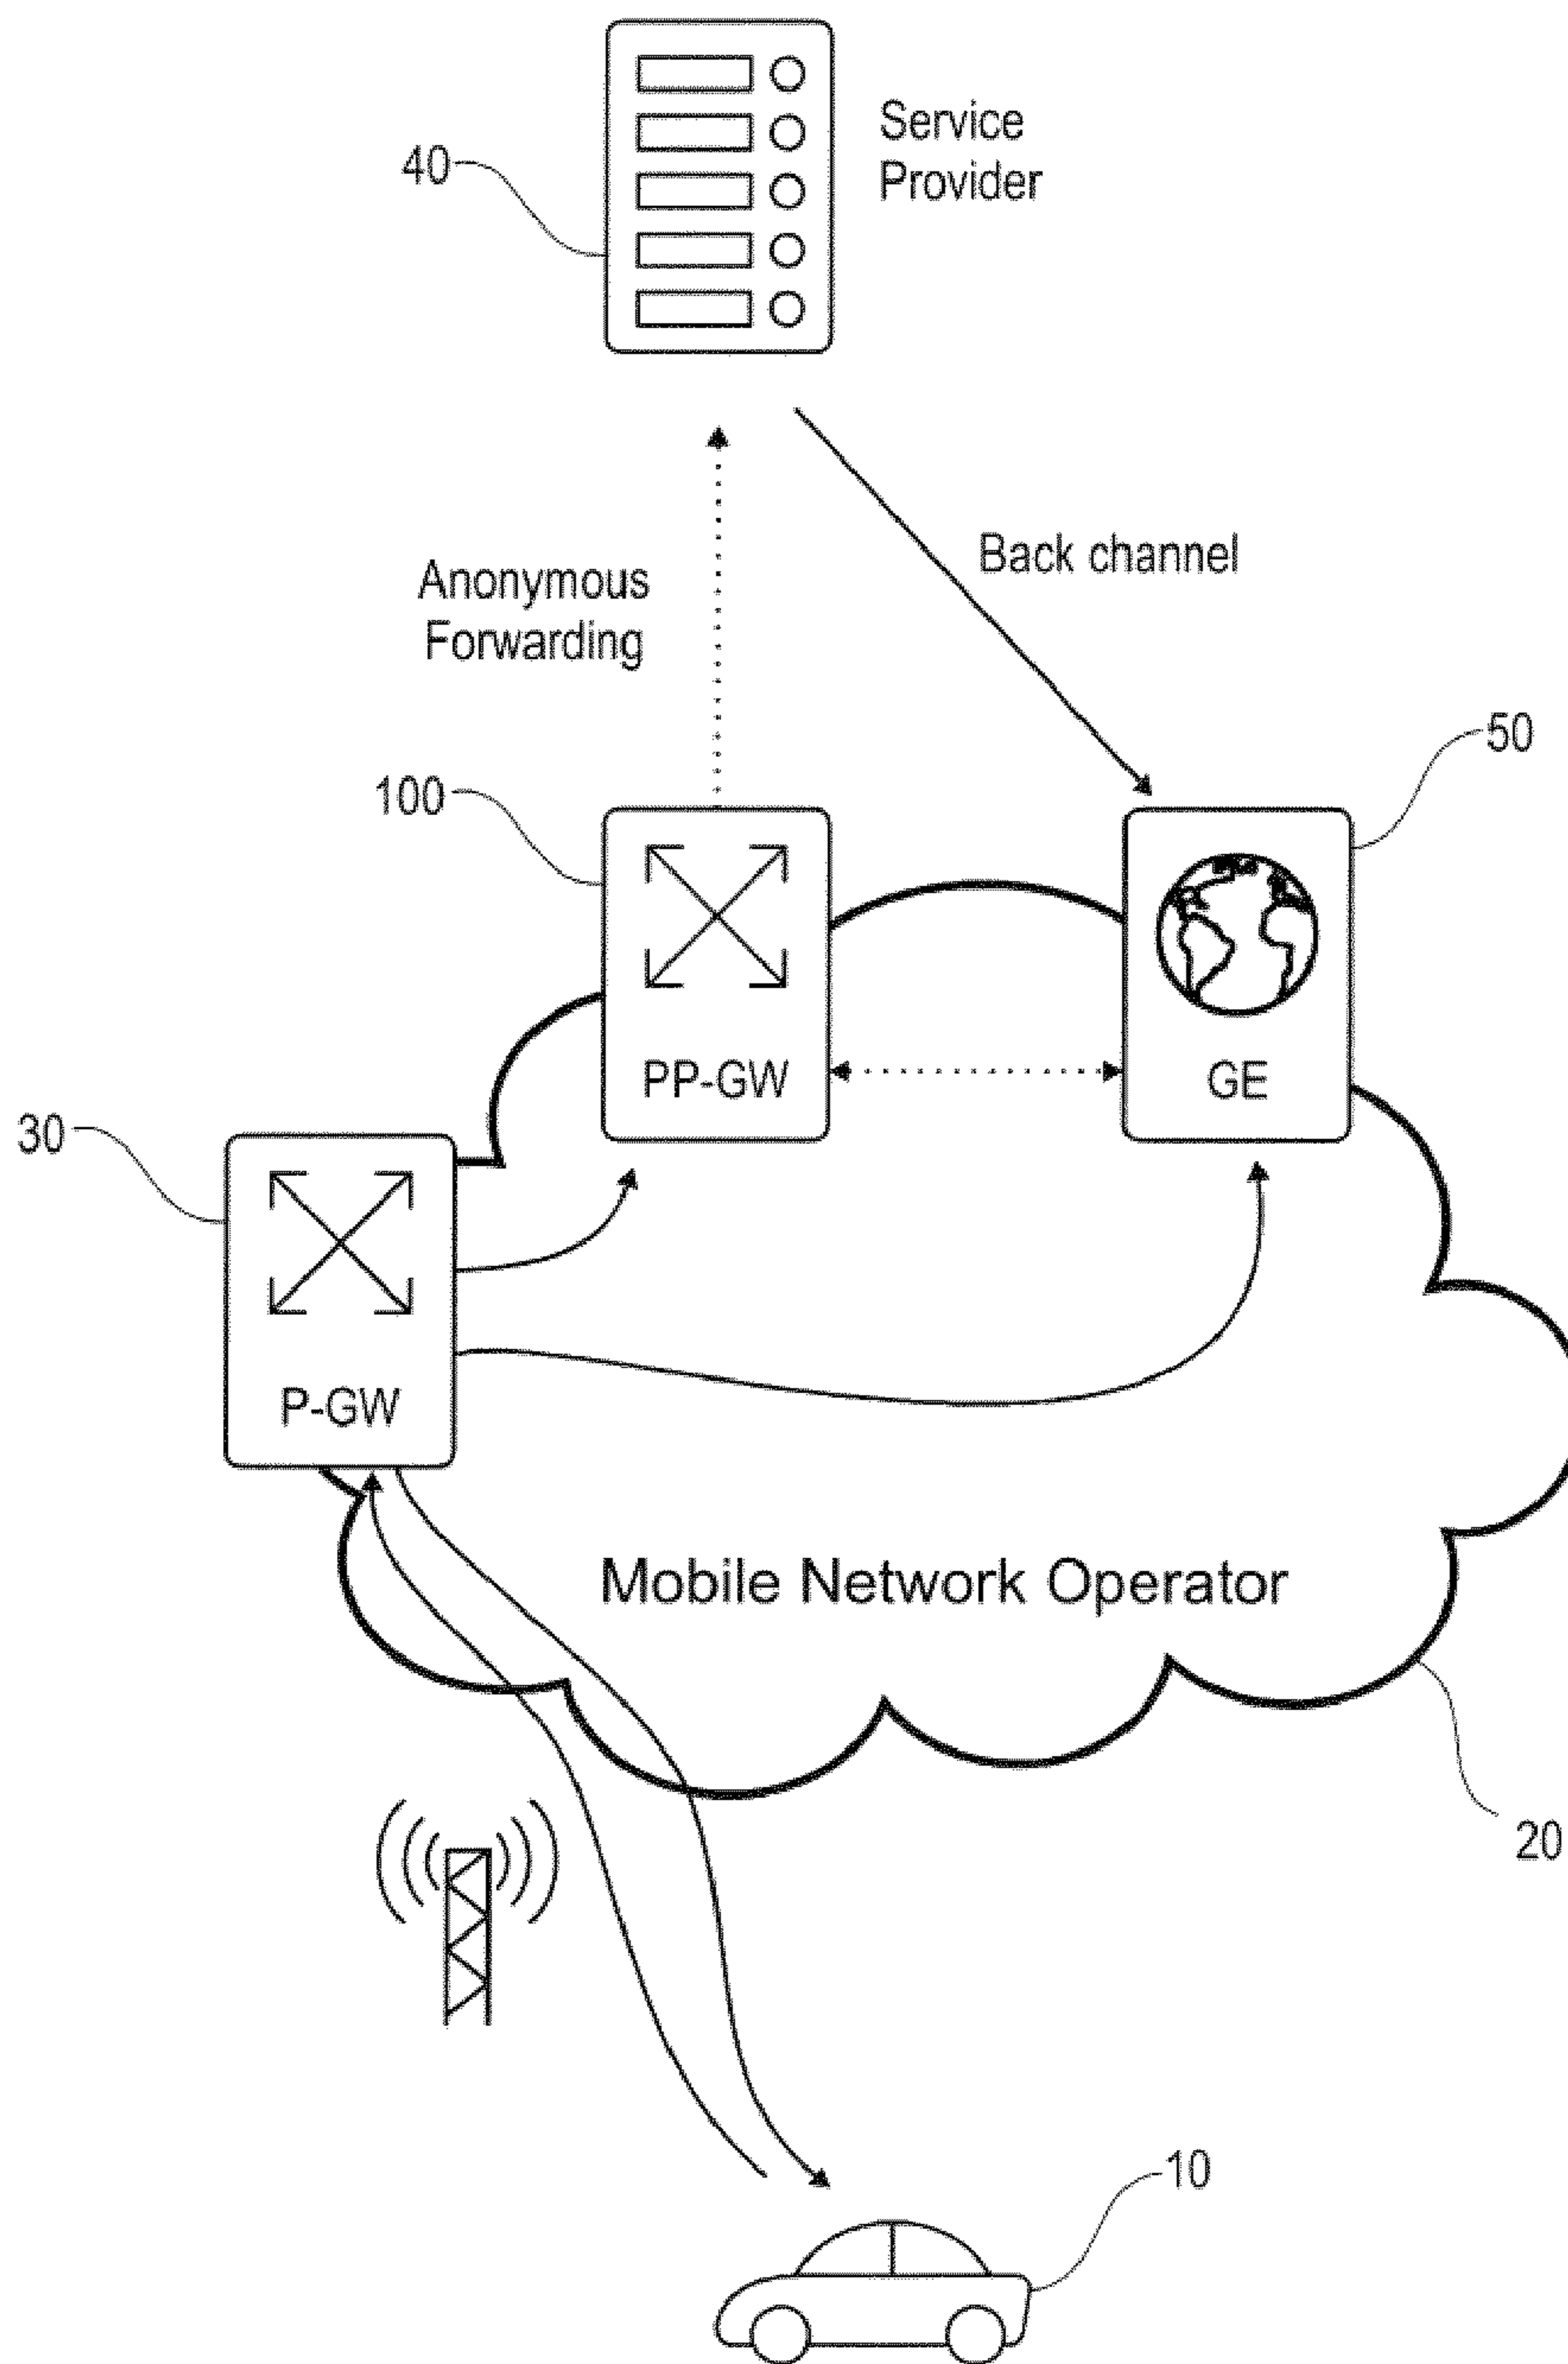 Service
Provider
40
Back channel
Anonymous
Forwarding
50
100
PP-GW
GE
30
P-GW
Mobile Network Operator
20
10